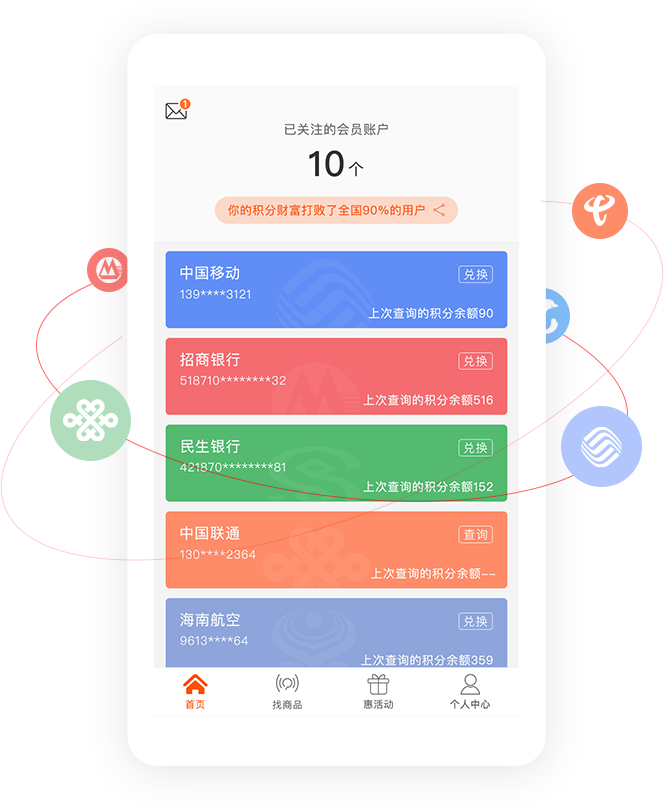 1
已关注的会员账户
10个
你的积分财富打败了全国90%的用户
中国移动
兑换
139****3121
上次查询的积分余额90
招商银行
兑换
518710********32
上次查询的积分余额516
民生银行
兑换
421870********81
上次查询的积分余额152
中国联通
查询
130****2364
上次查询的积分余额--
海南航空
兑换
9613****64
上次查询的积分余额359
首页
找商品
惠活动
个人中心